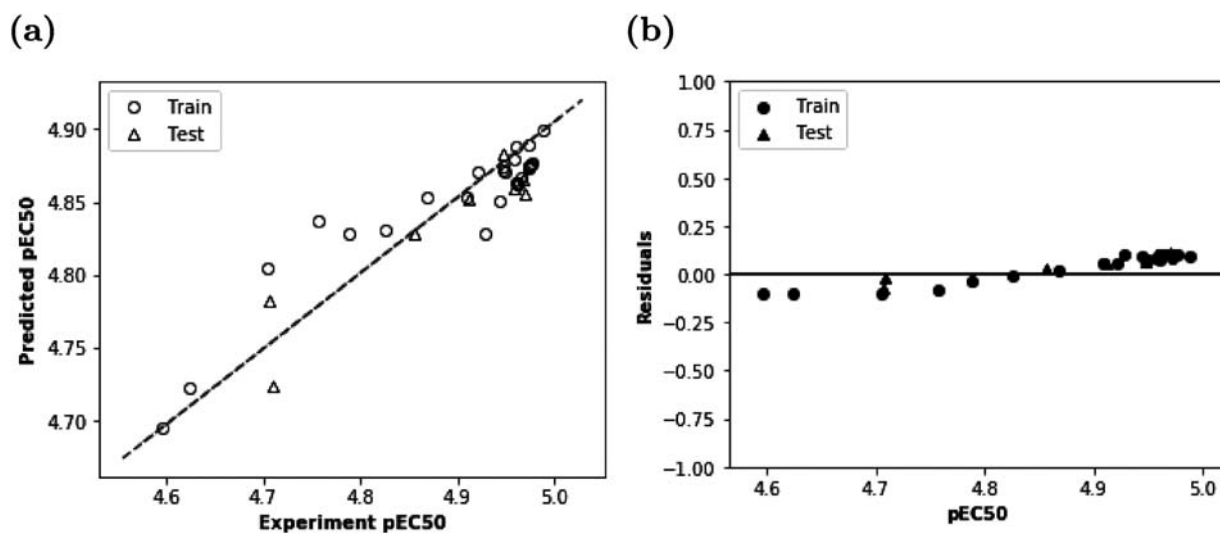 (a)
Train
Test
4.90
4.85
4.80
4.75
4.70
Predicted pEC50
4.6
4.7
4.8
4.9
5.0
Experiment pEC50
(b)
Train
Test
1.00
0.75
0.50
0.25
0.00
−0.25
−0.50
−0.75
−1.00
Residuals
4.6
4.7
4.8
4.9
5.0
pEC50